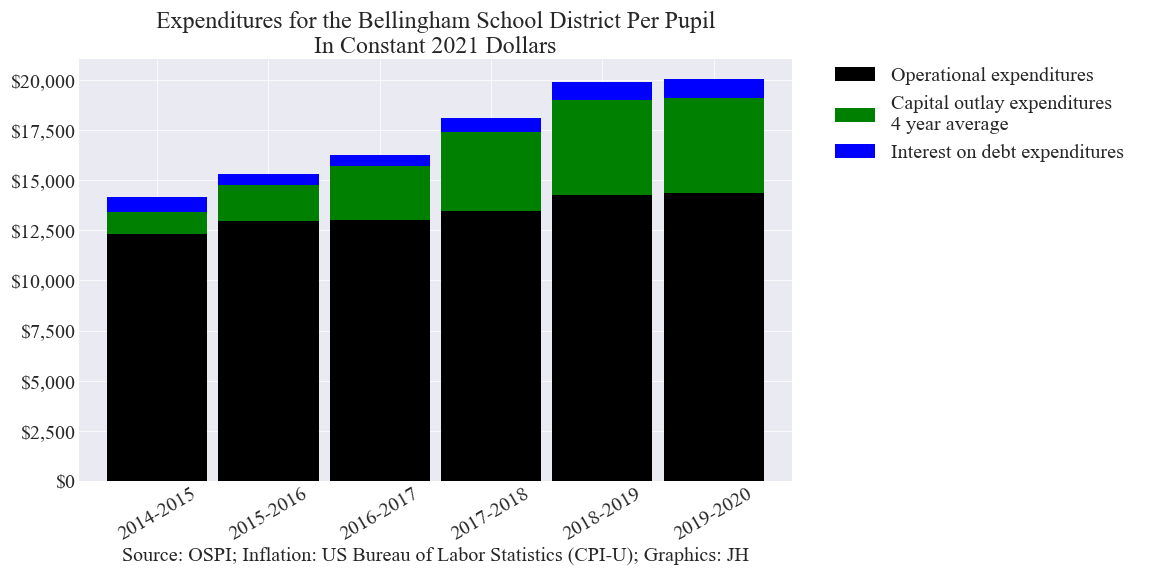 Expenditures for the Bellingham School District Per Pupil
In Constant 2021 Dollars
$20,000
$17,500
$15,000
$12,500
$10,000
$7,500
$5,000
$2,500
$0
Operational expenditures
Capital outlay expenditures
4 year average
Interest on debt expenditures
2014-2015
2015-2016
2016-2017
2017-2018
2018-2019
2019-2020
Source: OSPI; Inflation: US Bureau of Labor Statistics (CPI-U); Graphics: JH